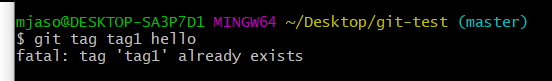 mjaso@DESKTOP-SA3P7D1 MINGW64 ~/Desktop/git-test (master)
$ git tag tag1 hello
fatal: tag 'tag1' already exists